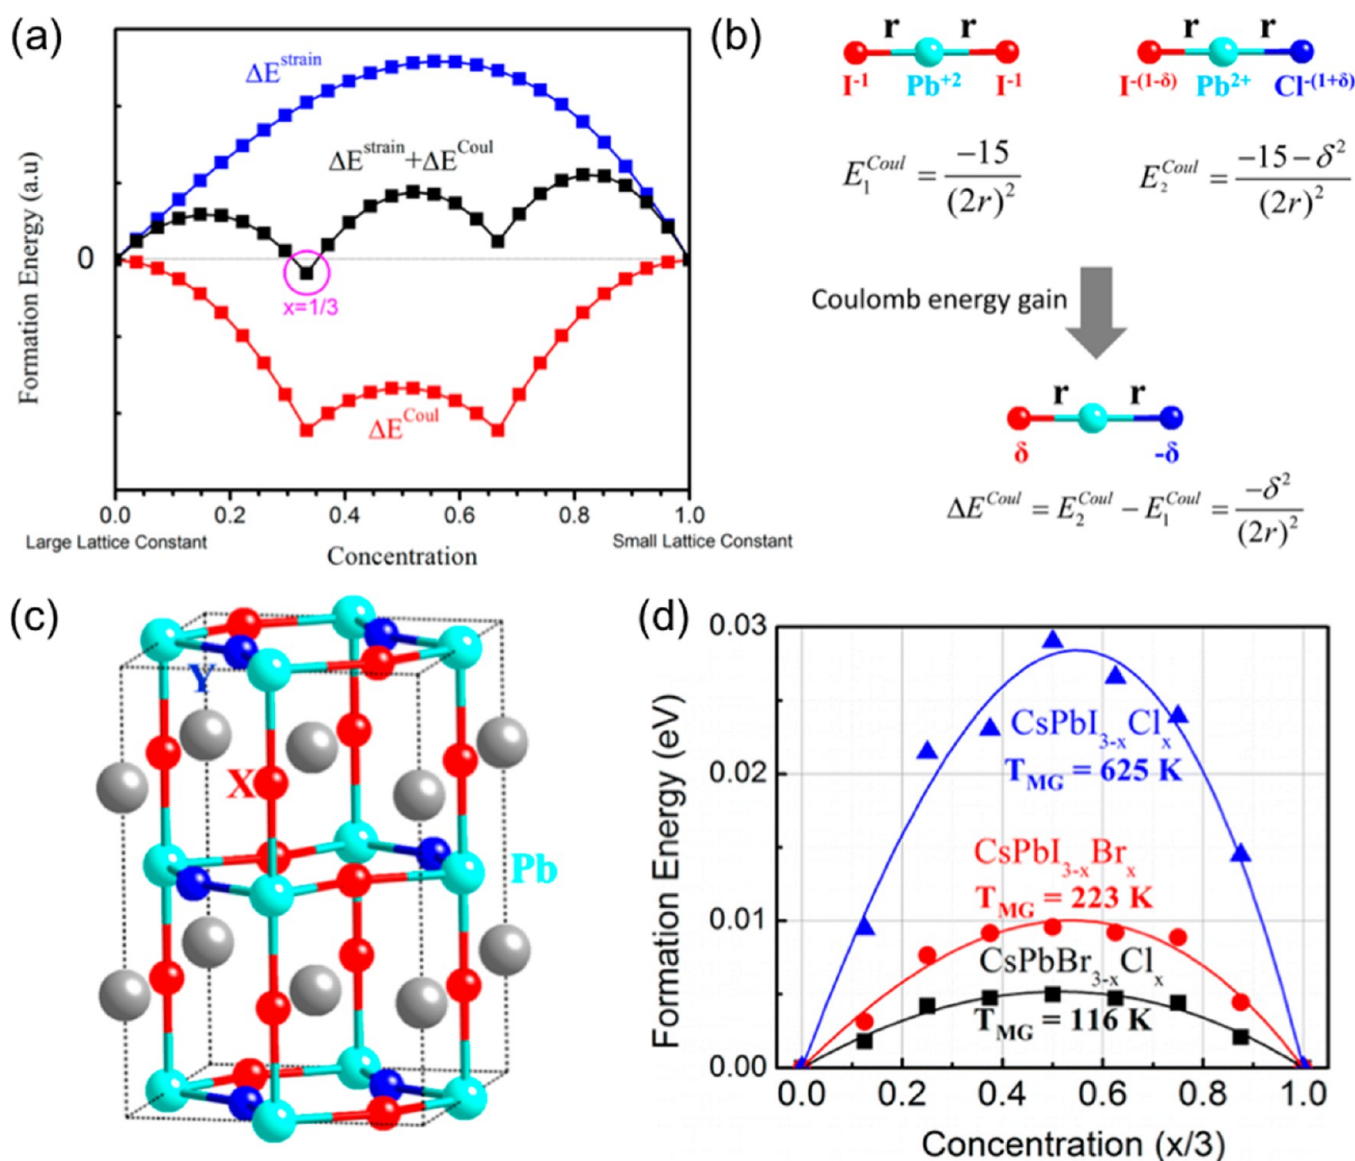 (a)
ΔE^strain
ΔE^strain+ΔE^Coul
x=1/3
ΔE^Coul
Formation Energy (a.u)
0
0.0 0.2 0.4 0.6 0.8 1.0
Large Lattice Constant
Small Lattice Constant
Concentration
(b)
r r
I^-1 Pb^+2 I^-1
r r
I^-(1-δ) Pb^2+ Cl^-(1+δ)
E_1^Coul = -15/(2r)^2
E_2^Coul = (-15 - δ^2)/(2r)^2
Coulomb energy gain
r r
δ -δ
ΔE^Coul = E_2^Coul - E_1^Coul = -δ^2/(2r)^2
(c)
Y
X
Pb
(d)
0.03
0.02
0.01
0.00
Formation Energy (eV)
CsPbI_3-xCl_x
T_MG = 625 K
CsPbI_3-xBr_x
T_MG = 223 K
CsPbBr_3-xCl_x
T_MG = 116 K
0.0 0.2 0.4 0.6 0.8 1.0
Concentration (x/3)